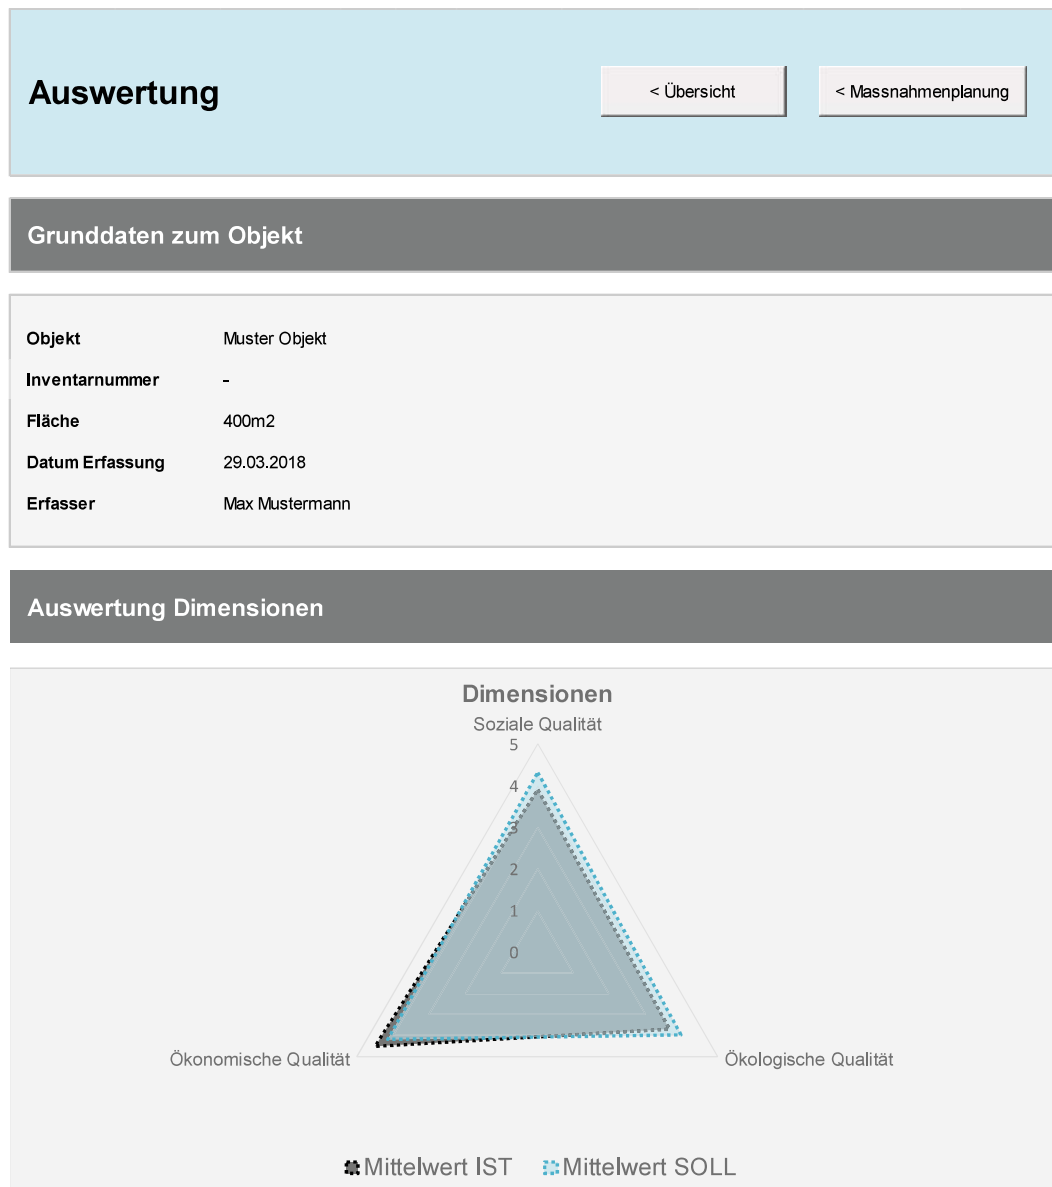 Auswertung
< Übersicht
< Massnahmenplanung
Grunddaten zum Objekt
Objekt Muster Objekt
Inventarnummer -
Fläche 400m2
Datum Erfassung 29.03.2018
Erfasser Max Mustermann
Auswertung Dimensionen
Dimensionen
Soziale Qualität
5
4
3
2
1
0
Ökonomische Qualität
Ökologische Qualität
Mittelwert IST
Mittelwert SOLL